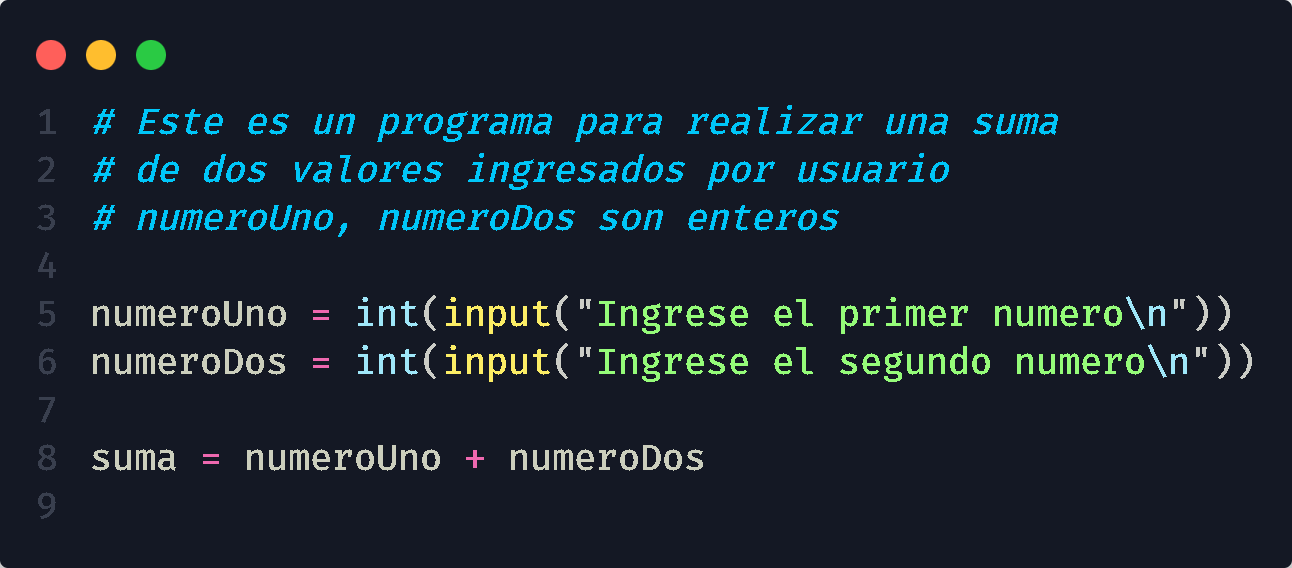 1 # Este es un programa para realizar una suma
2 # de dos valores ingresados por usuario
3 # numeroUno, numeroDos son enteros
4
5 numeroUno = int(input("Ingrese el primer numero\n"))
6 numeroDos = int(input("Ingrese el segundo numero\n"))
7
8 suma = numeroUno + numeroDos
9